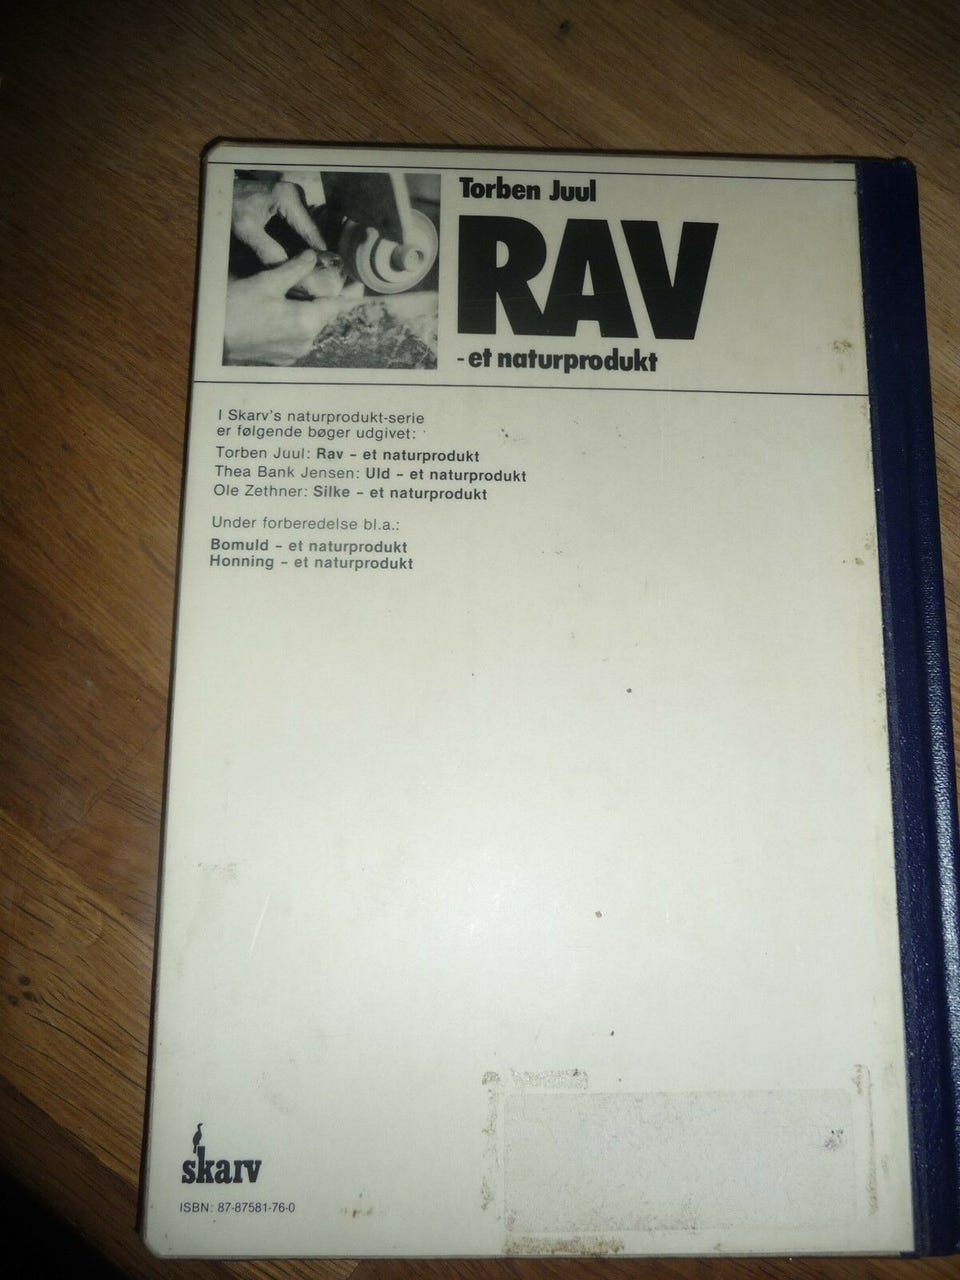 Torben Juul
RAV
- et naturprodukt
I Skarv's naturprodukt-serie
er følgende bøger udgivet:
Torben Juul: Rav – et naturprodukt
Thea Bank Jensen: Uld – et naturprodukt
Ole Zethner: Silke – et naturprodukt
Under forberedelse bl.a.:
Bomuld – et naturprodukt
Honning – et naturprodukt
skarv
ISBN: 87-87581-76-0